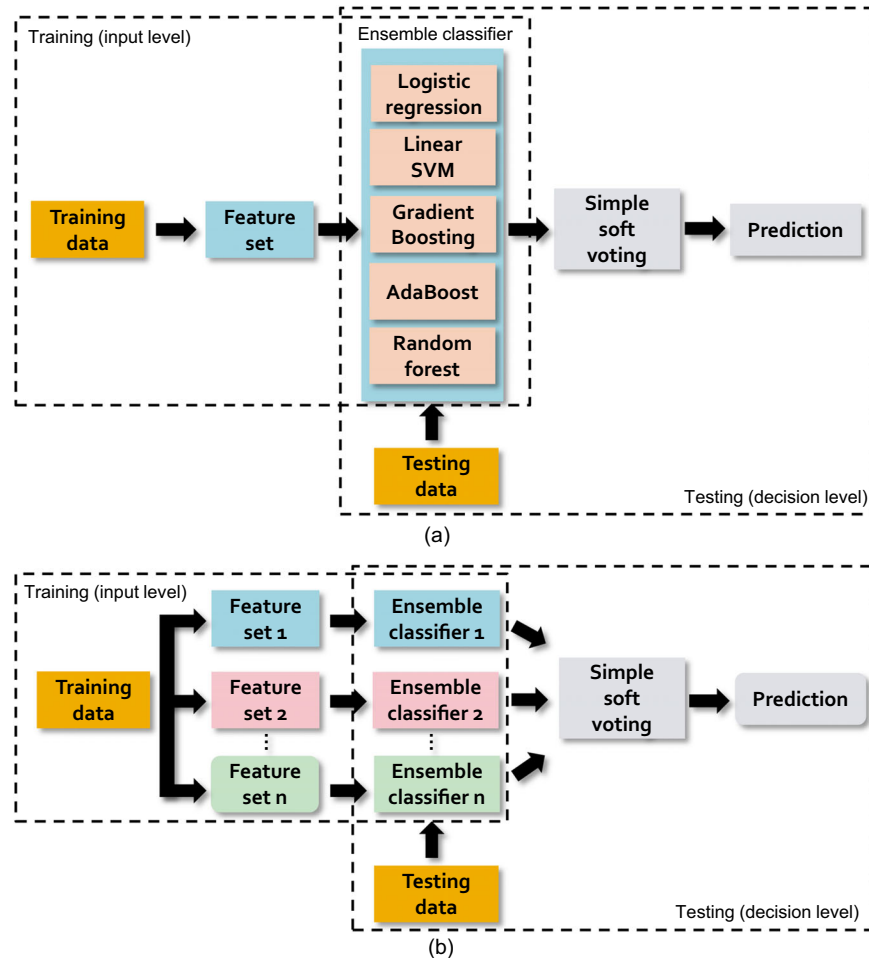 Training (input level)
Ensemble classifier
Logistic
regression
Linear
SVM
Gradient
Boosting
AdaBoost
Random
forest
Training
data
Feature
set
Simple
soft
voting
Prediction
Testing
data
Testing (decision level)
(a)
Training (input level)
Training
data
Feature
set 1
Ensemble
classifier 1
Feature
set 2
Ensemble
classifier 2
Feature
set n
Ensemble
classifier n
Simple
soft
voting
Prediction
Testing
data
Testing (decision level)
(b)